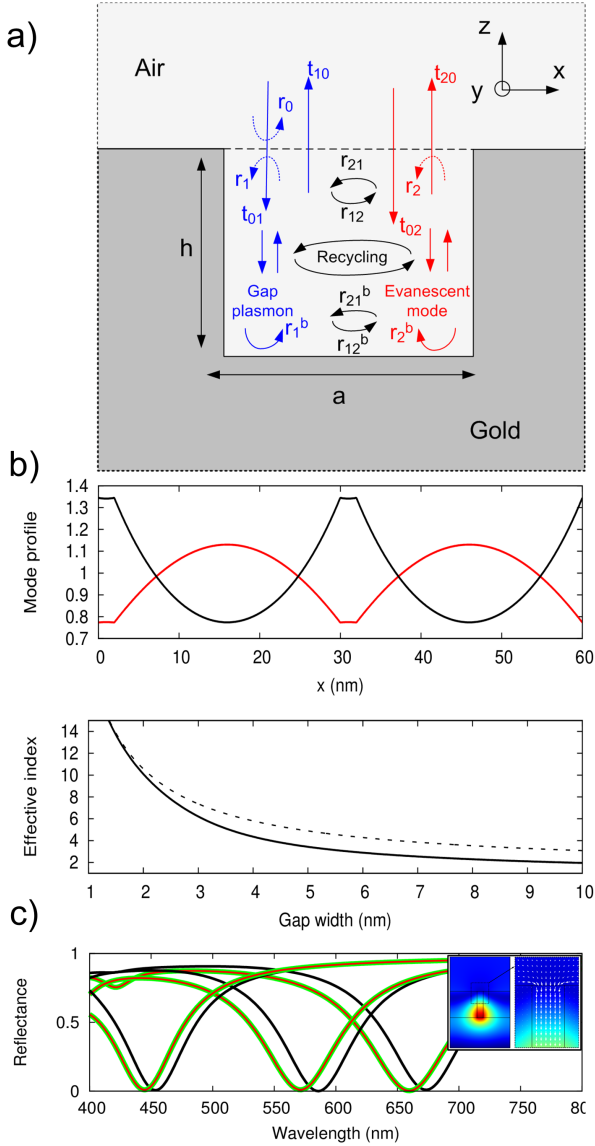 a)
Air
z
x
y
t10
t20
r0
r1
r21
r2
r12
t01
t02
h
Recycling
Gap plasmon
Evanescent mode
r21b
r1b
r12b
r2b
a
Gold
b)
Mode profile
1.4
1.3
1.2
1.1
1
0.9
0.8
0.7
0 10 20 30 40 50 60
x (nm)
Effective index
14
12
10
8
6
4
2
1 2 3 4 5 6 7 8 9 10
Gap width (nm)
c)
Reflectance
1
0.5
0
400 450 500 550 600 650 700 750 80
Wavelength (nm)